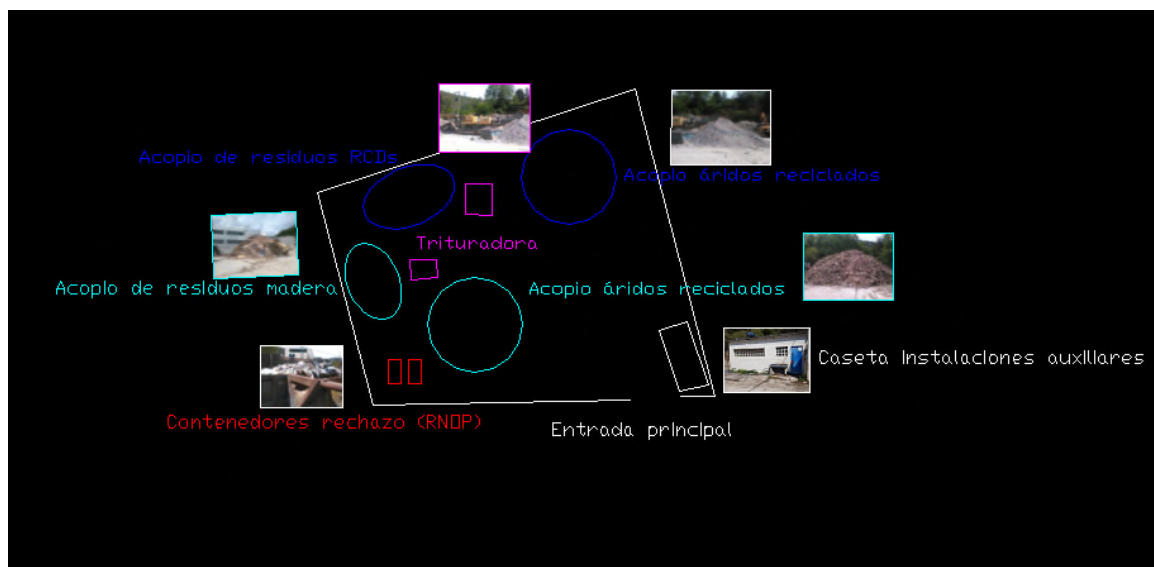 Acopio de residuos RCDs
Acopio áridos reciclados
Trituradora
Acopio de residuos madera
Acopio áridos reciclados
Caseta instalaciones auxiliares
Contenedores rechazo (RNOP)
Entrada principal